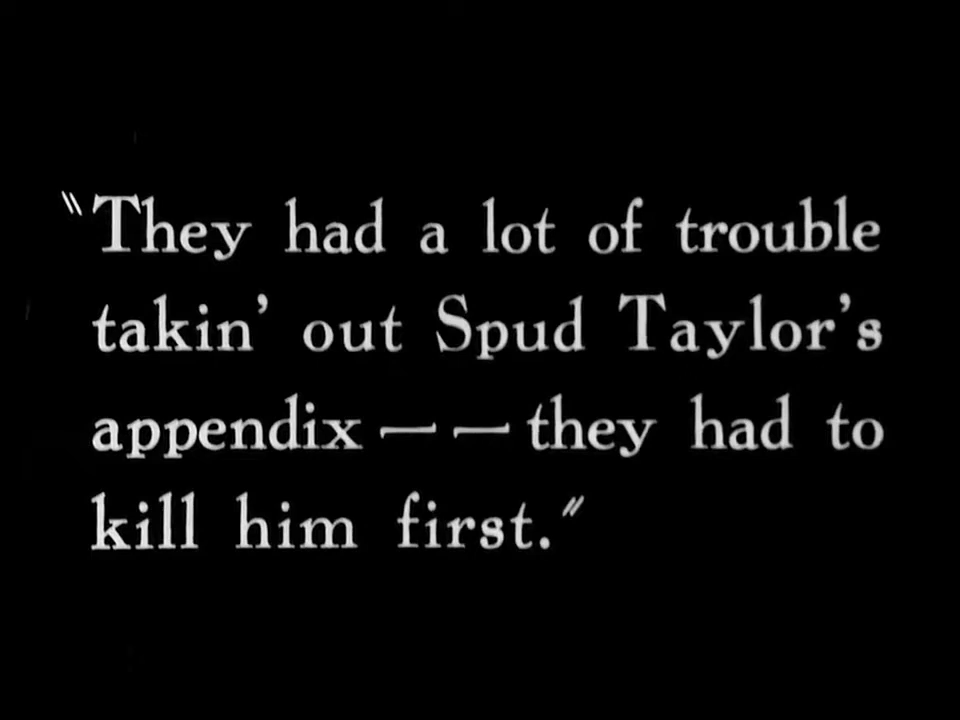 "They had a lot of trouble
takin' out Spud Taylor's
appendix — — they had to
kill him first."